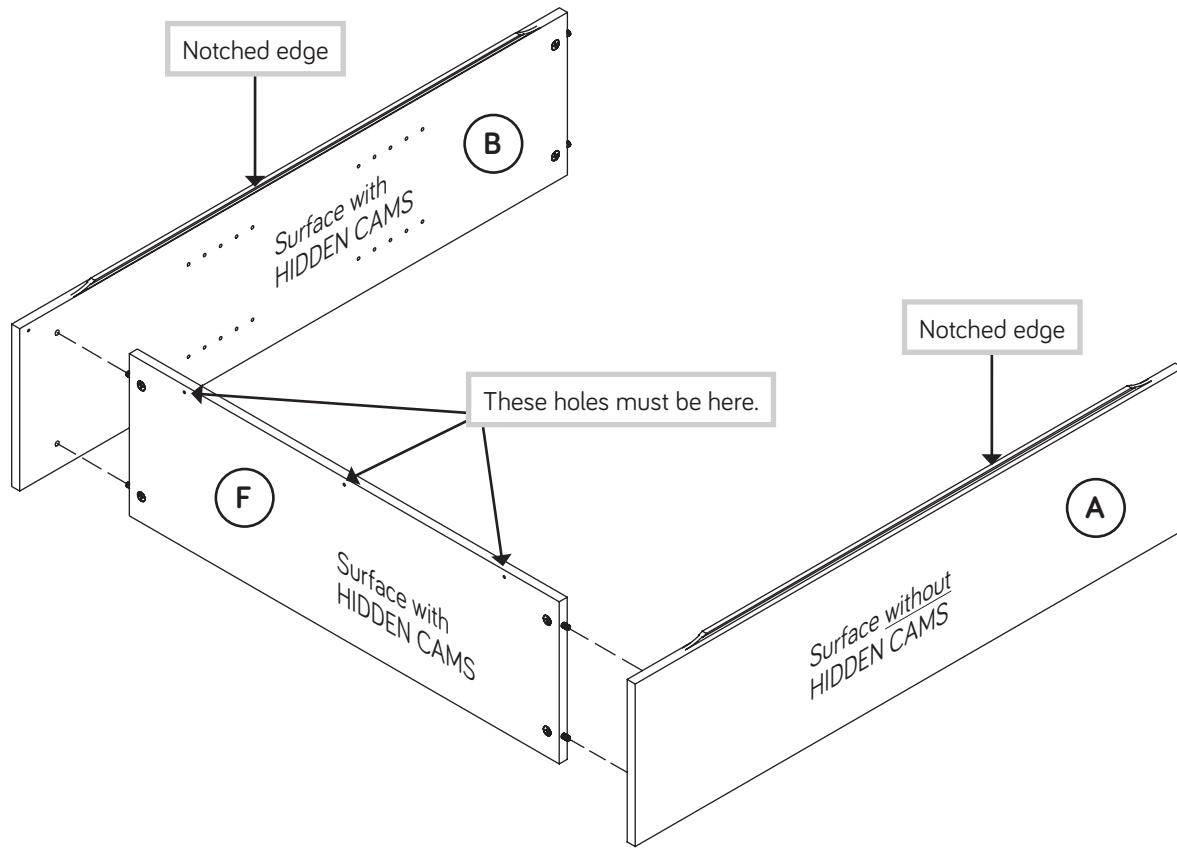 Notched edge
B
Surface with
HIDDEN CAMS
Notched edge
These holes must be here.
F
A
Surface with
HIDDEN CAMS
Surface without
HIDDEN CAMS